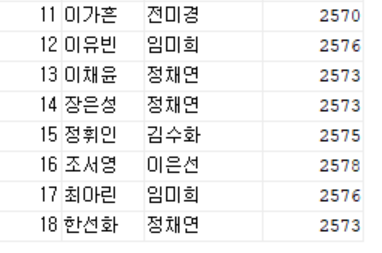 11 이가흔 전미경 2570
12 이유빈 임미희 2576
13 이채윤 정채연 2573
14 장은성 정채연 2573
15 정휘인 김수화 2575
16 조서영 이은선 2578
17 최아린 임미희 2576
18 한선화 정채연 2573